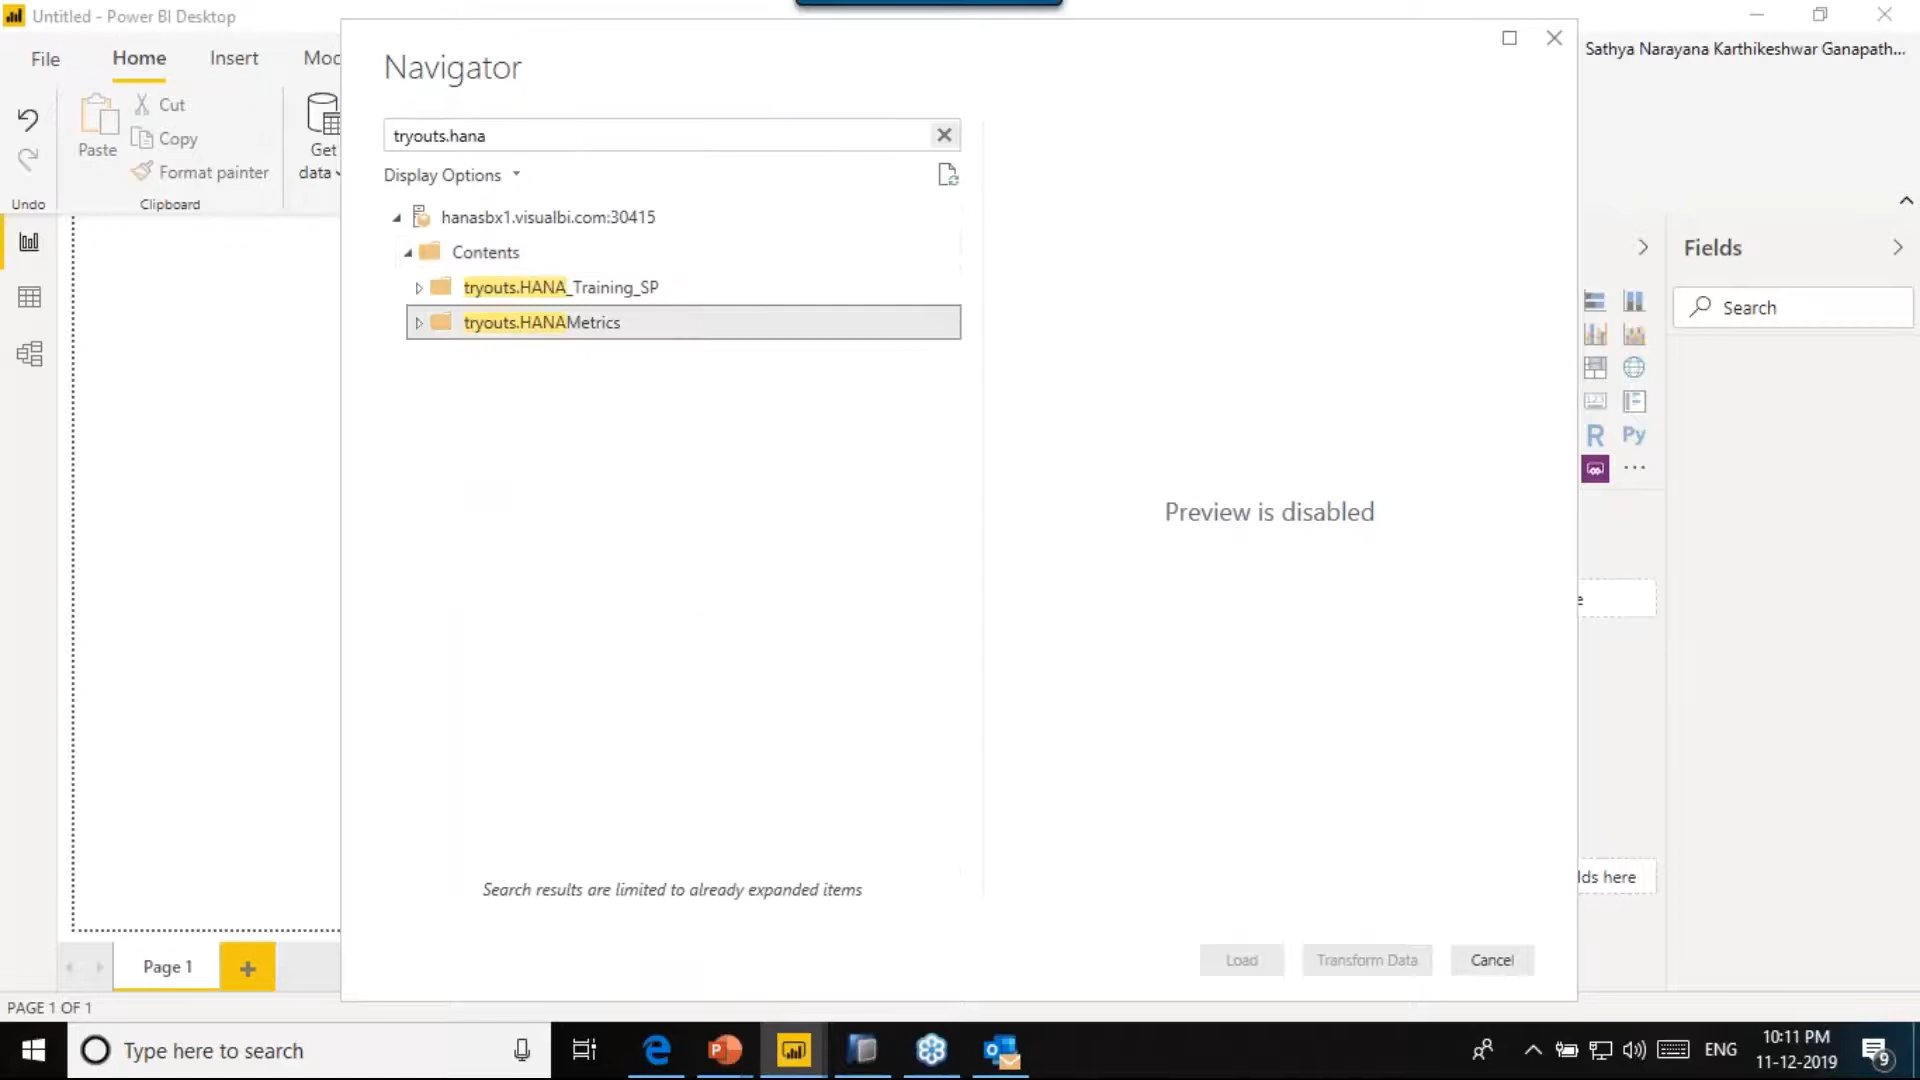 Untitled - Power BI Desktop
Sathya Narayana Karthikeshwar Ganapath...
File
Home
Insert
Navigator
Cut
Copy
Format painter
Paste
Get
data
Undo
Clipboard
tryouts.hana
Display Options
hanasbx1.visualbi.com:30415
Contents
tryouts.HANA_Training_SP
tryouts.HANAMetrics
Preview is disabled
Search results are limited to already expanded items
Load
Transform Data
Cancel
Fields
Search
123
R
Py
lds here
Page 1
PAGE 1 OF 1
Type here to search
ENG
10:11 PM
11-12-2019
9